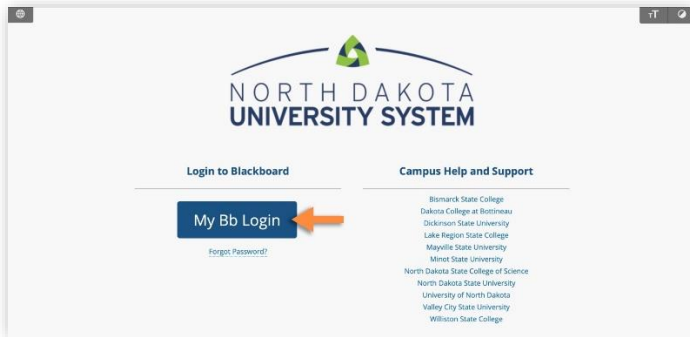 TT
NORTH DAKOTA
UNIVERSITY SYSTEM
Login to Blackboard
My Bb Login
Forgot Password?
Campus Help and Support
Bismarck State College
Dakota College at Bottineau
Dickinson State University
Lake Region State College
Mayville State University
Minot State University
North Dakota State College of Science
North Dakota State University
University of North Dakota
Valley City State University
Williston State College